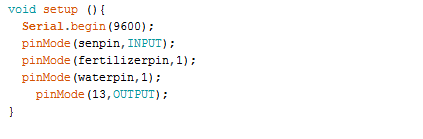 void setup (){
  Serial.begin(9600);
  pinMode(senpin,INPUT);
  pinMode(fertilizerpin,1);
  pinMode(waterpin,1);
    pinMode(13,OUTPUT);
}